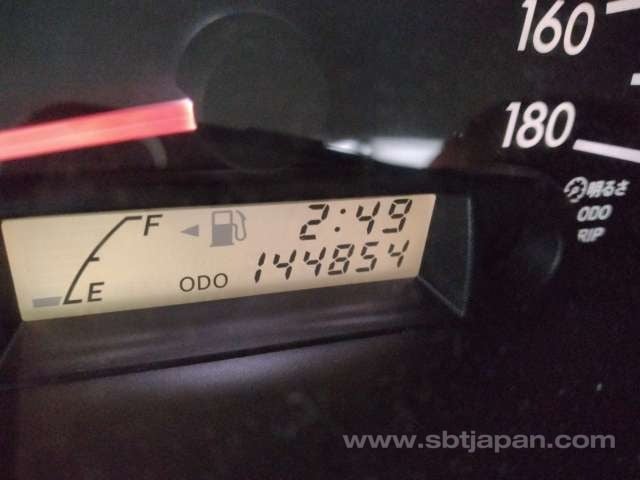 160
180
明るさ
ODO
RIP
F 2:49
E ODO 144854
www.sbtjapan.com